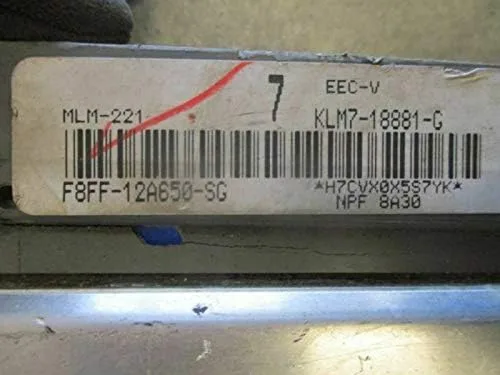 7 EEC-V
MLM-221 KLM7-18881-G
F8FF-12A650-SG *H7CVX0X5S7YK*
NPF 8A30